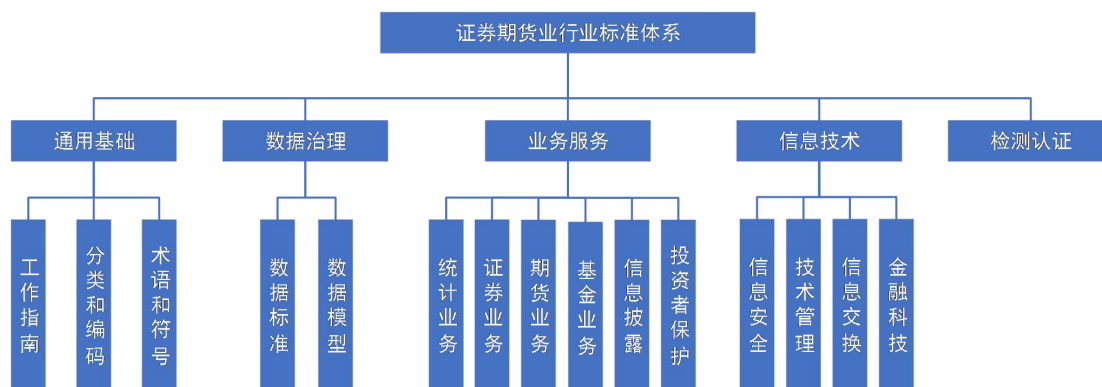 证券期货业行业标准体系
通用基础
数据治理
业务服务
信息技术
检测认证
工作指南
分类和编码
术语和符号
数据标准
数据模型
统计业务
证券业务
期货业务
基金业务
信息披露
投资者保护
信息安全
技术管理
信息交换
金融科技